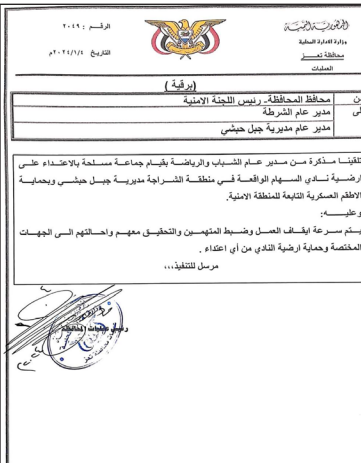 الجمهورية اليمنية
وزارة الادارة المحلية
محافظة تعز
العمليات
الرقم : ٢٠٤٩
التاريخ ٢٠٢٤/١/٤م
(برقية )
محافظ المحافظة- رئيس اللجنة الامنية
مدير عام الشرطة
مدير عام مديرية جبل حبشي
تلقينا مذكرة من مدير عام الشباب والرياضة بقيام جماعة مسلحة بالاعتداء على
ارضية نادي السهام الواقعة في منطقة الشراجة مديرية جبل حبشي وبحماية
الاطقم العسكرية التابعة للمنطقة الامنية.
وعليه:
يتم سرعة ايقاف العمل وضبط المتهمين والتحقيق معهم واحالتهم الى الجهات
المختصة وحماية ارضية النادي من أي اعتداء .
مرسل للتنفيذ،،،
رئيس عمليات المحافظة